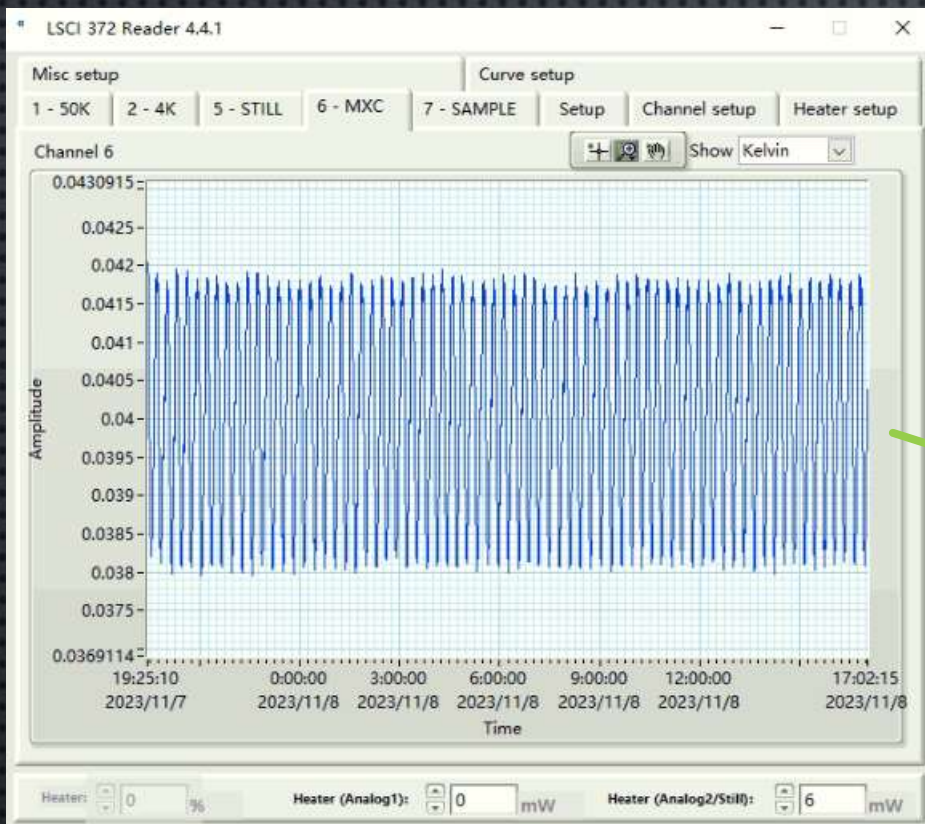 LSCI 372 Reader 4.4.1
Misc setup Curve setup
1 - 50K 2 - 4K 5 - STILL 6 - MXC 7 - SAMPLE Setup Channel setup Heater setup
Channel 6 Show Kelvin
0.0430915
0.0425
0.042
0.0415
0.041
0.0405
0.04
0.0395
0.039
0.0385
0.038
0.0375
0.0369114
Amplitude
19:25:10 0:00:00 3:00:00 6:00:00 9:00:00 12:00:00 17:02:15
2023/11/7 2023/11/8 2023/11/8 2023/11/8 2023/11/8 2023/11/8 2023/11/8
Time
Heater: 0 % Heater (Analog1): 0 mW Heater (Analog2/Still): 6 mW